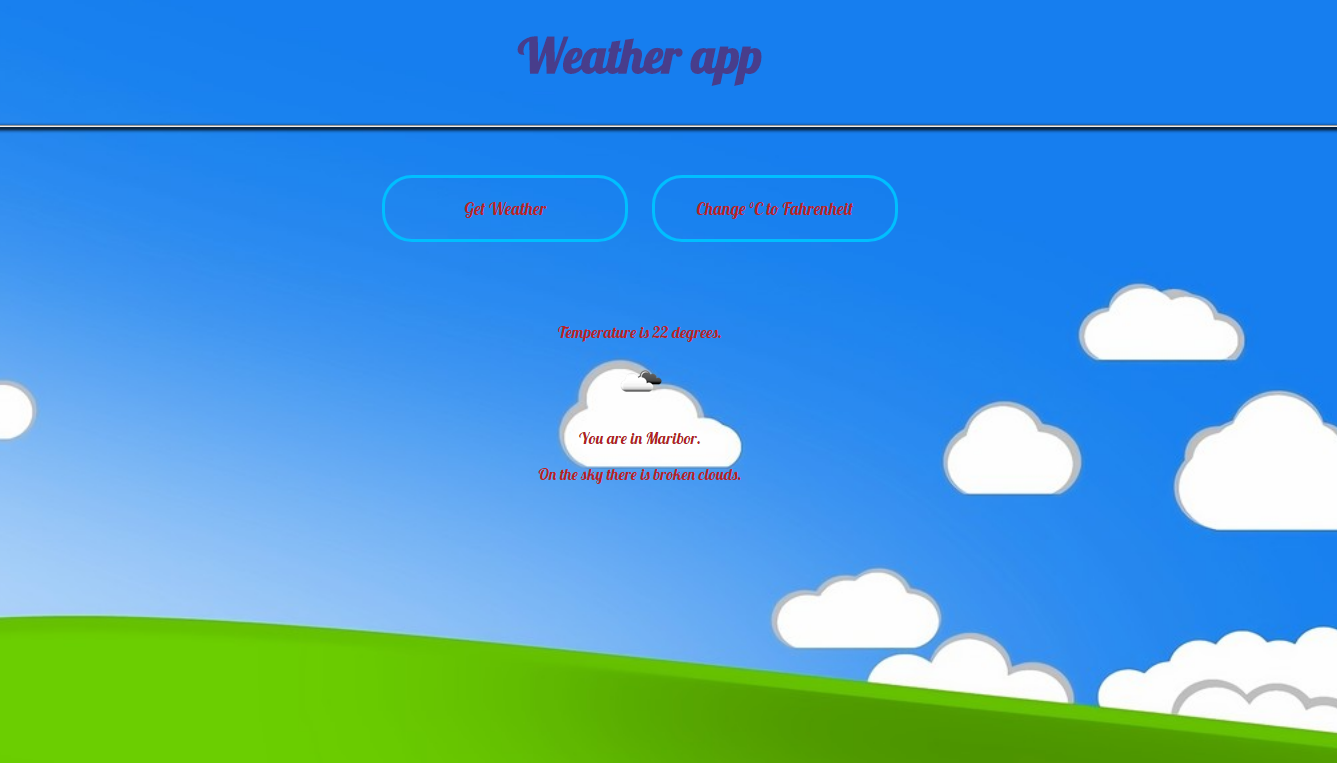 Weather app
Get Weather
Change °C to Fahrenheit
Temperature is 22 degrees.
You are in Maribor.
On the sky there is broken clouds.